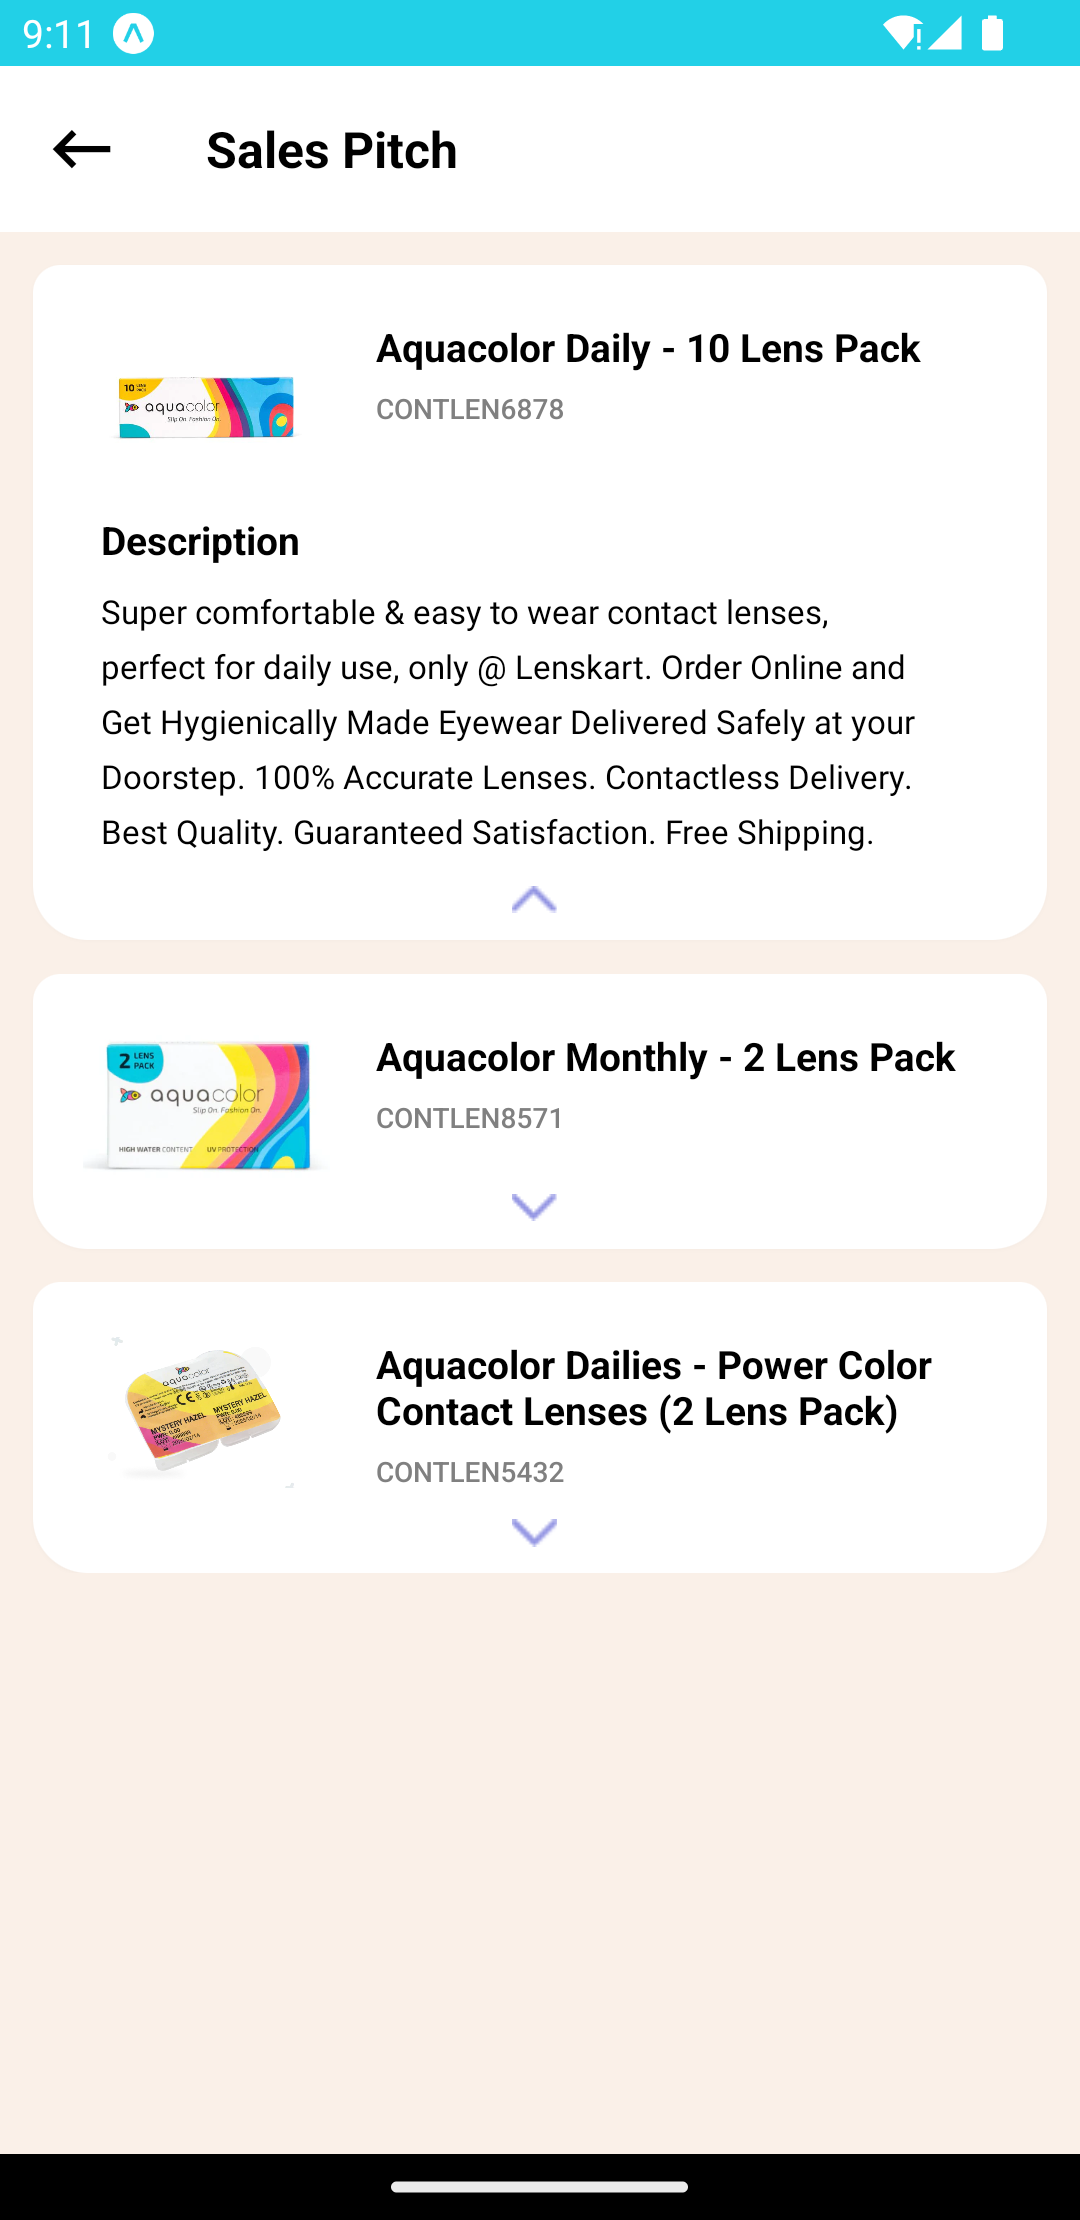 9:11
Sales Pitch
10 LENS PACK
aquacolor
Slip On. Fashion On.
Aquacolor Daily - 10 Lens Pack
CONTLEN6878
Description
Super comfortable & easy to wear contact lenses,
perfect for daily use, only @ Lenskart. Order Online and
Get Hygienically Made Eyewear Delivered Safely at your
Doorstep. 100% Accurate Lenses. Contactless Delivery.
Best Quality. Guaranteed Satisfaction. Free Shipping.
2 LENS
PACK
aquacolor
Slip On. Fashion On.
HIGH WATER CONTENT UV PROTECTION
Aquacolor Monthly - 2 Lens Pack
CONTLEN8571
aquacolor
MYSTERY HAZEL
MYSTERY HAZEL
Aquacolor Dailies - Power Color
Contact Lenses (2 Lens Pack)
CONTLEN5432